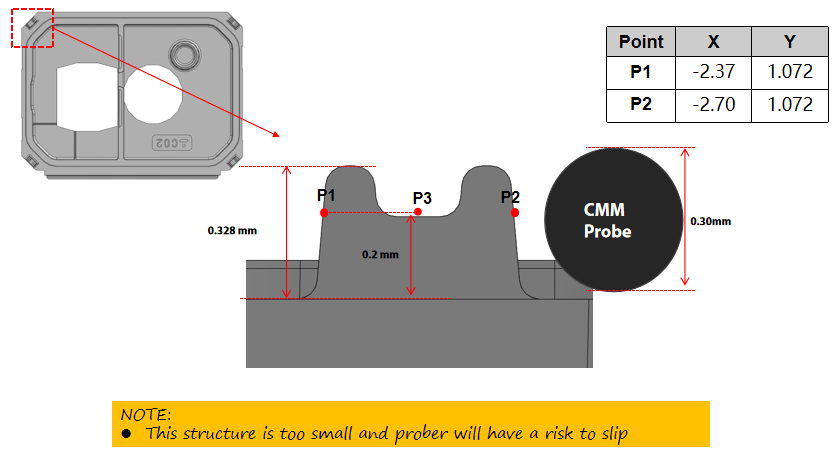 Point X Y
P1 -2.37 1.072
P2 -2.70 1.072
P1 P3 P2
CMM
Probe
0.328 mm
0.2 mm
0.30mm
NOTE:
● This structure is too small and prober will have a risk to slip